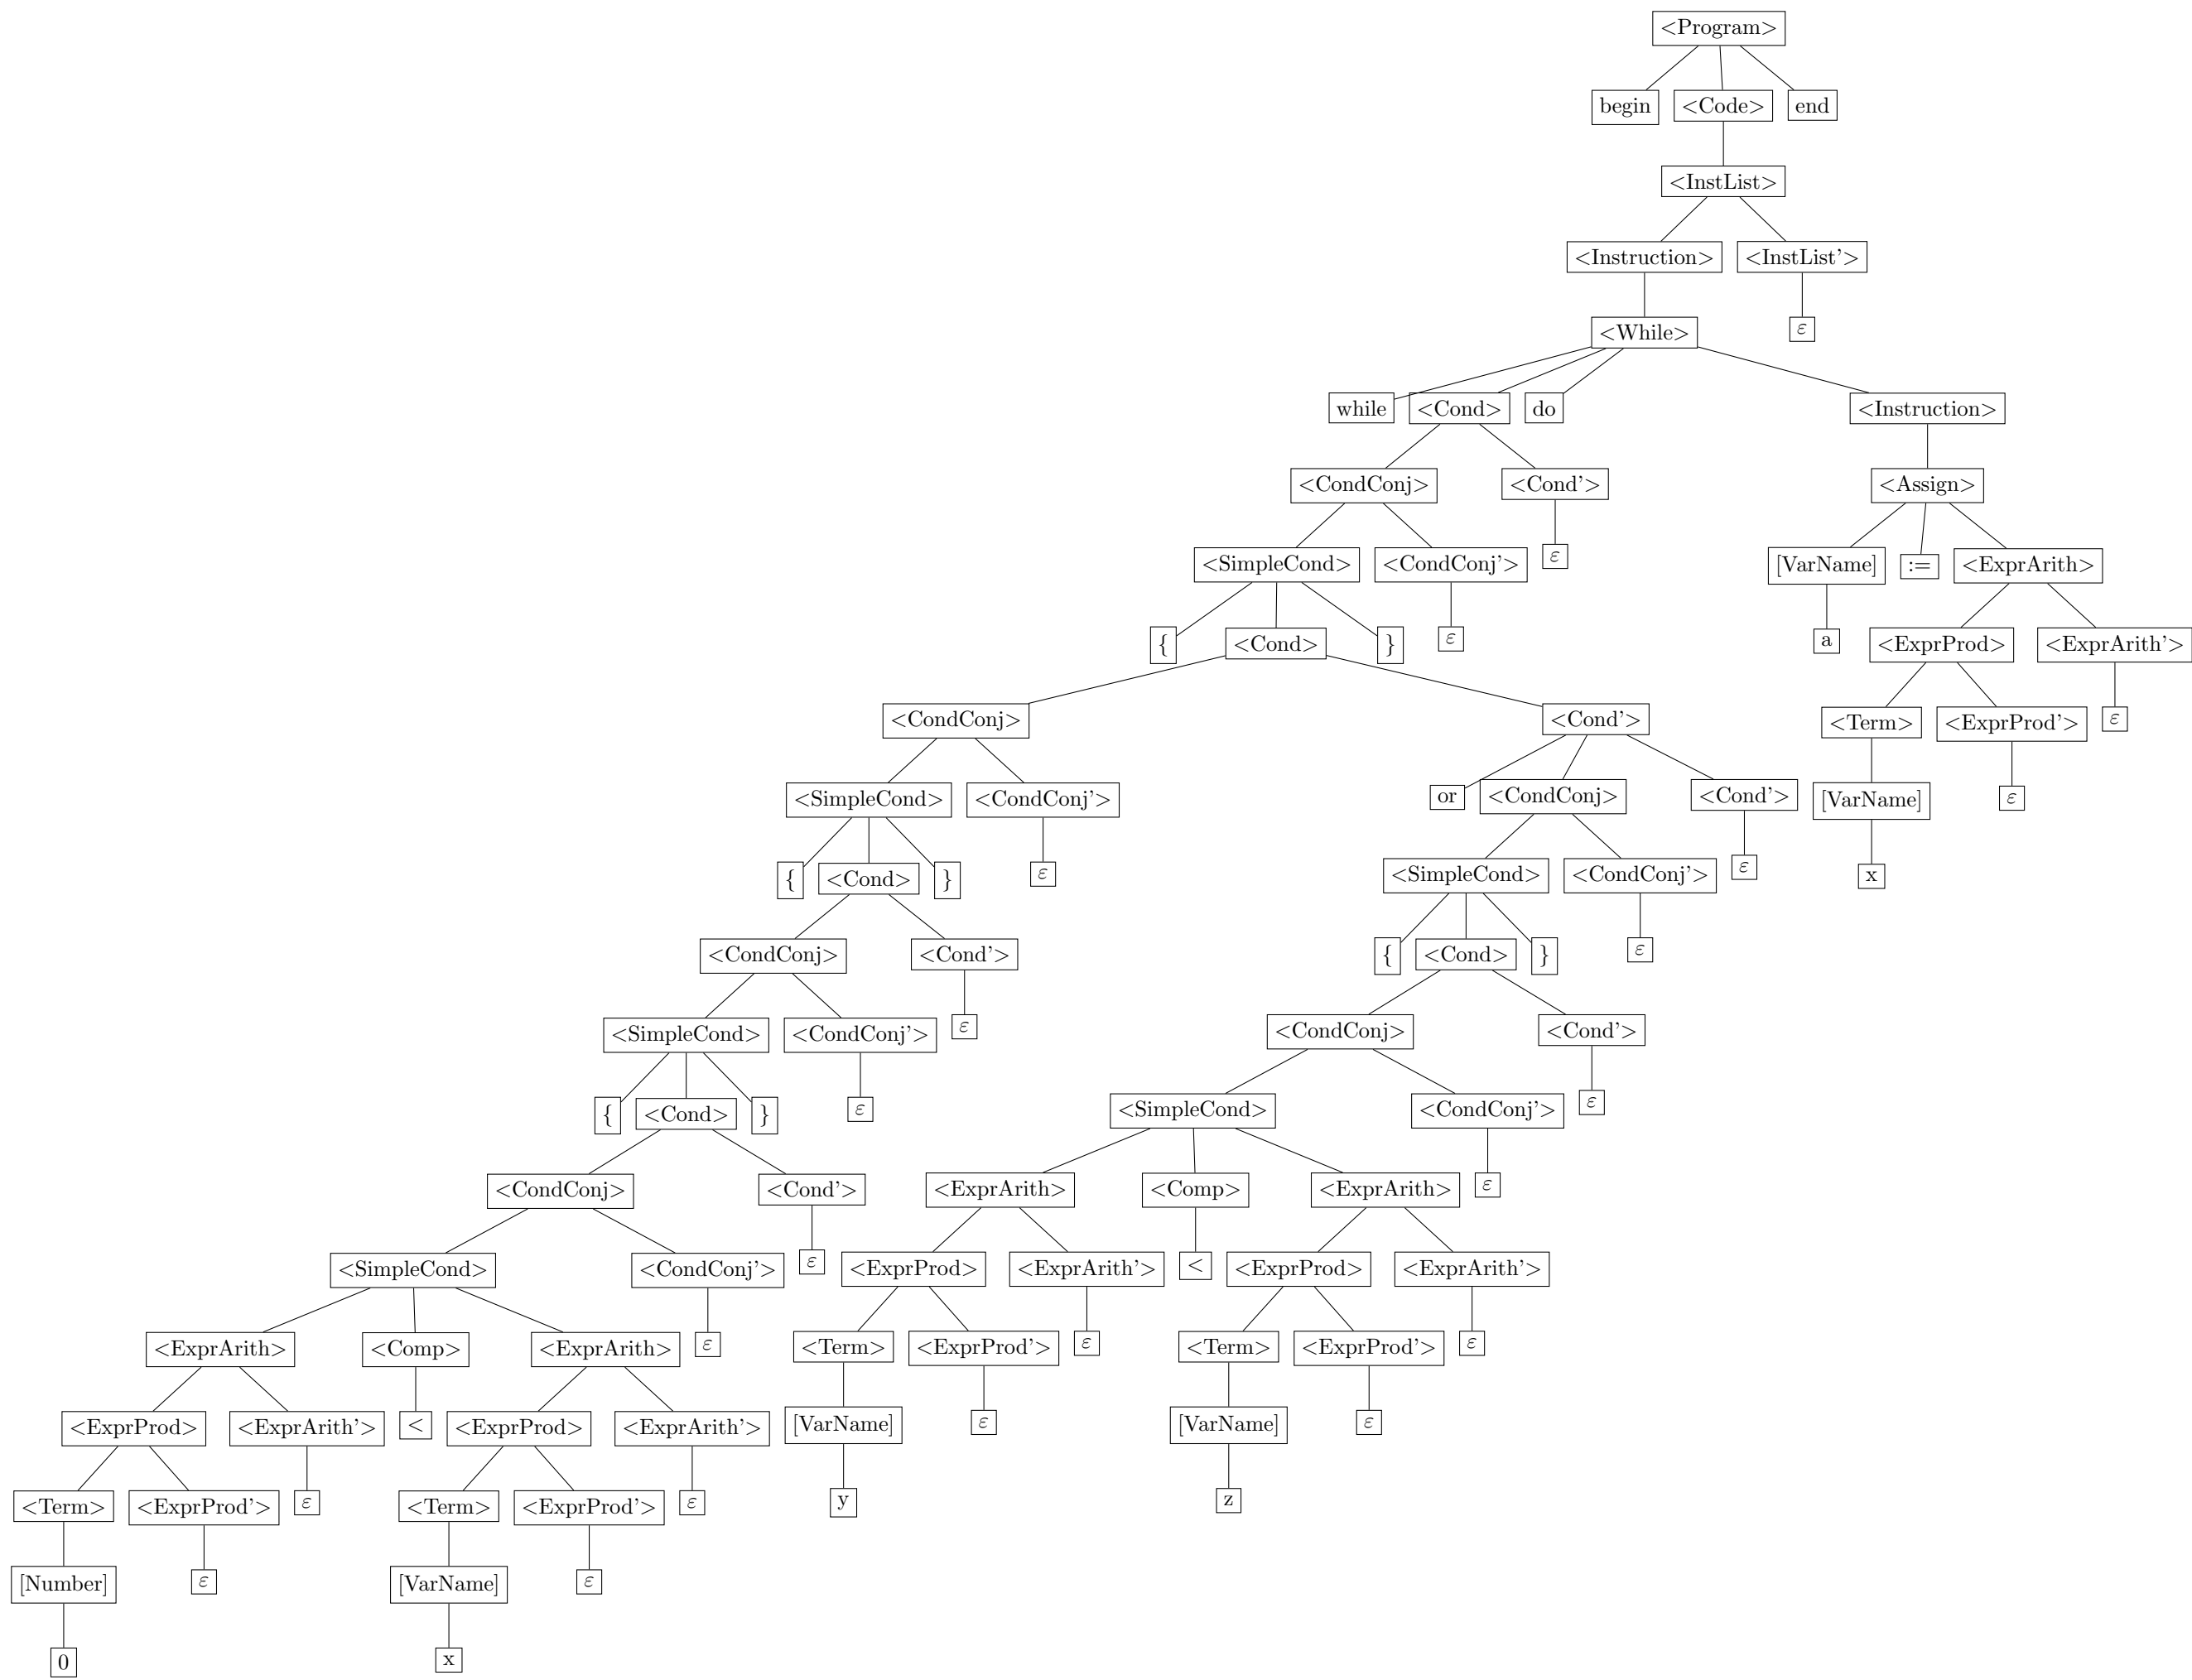 <Program>
begin <Code> end
<InstList>
<Instruction> <InstList'>
<While> ε
while <Cond> do <Instruction>
<CondConj> <Cond'> <Assign>
<SimpleCond> <CondConj'> ε [VarName] := <ExprArith>
{ <Cond> } ε a <ExprProd> <ExprArith'>
<CondConj> <Cond'> <Term> <ExprProd'> ε
<SimpleCond> <CondConj'> or <CondConj> <Cond'> [VarName] ε
{ <Cond> } ε <SimpleCond> <CondConj'> ε x
<CondConj> <Cond'> { <Cond> } ε
<SimpleCond> <CondConj'> ε <CondConj> <Cond'>
{ <Cond> } ε <SimpleCond> <CondConj'> ε
<CondConj> <Cond'> <ExprArith> <Comp> <ExprArith> ε
<SimpleCond> <CondConj'> ε <ExprProd> <ExprArith'> < <ExprProd> <ExprArith'>
<ExprArith> <Comp> <ExprArith> ε <Term> <ExprProd'> ε <Term> <ExprProd'> ε
<ExprProd> <ExprArith'> < <ExprProd> <ExprArith'> [VarName] ε [VarName] ε
<Term> <ExprProd'> ε <Term> <ExprProd'> ε y z
[Number] ε [VarName] ε
0 x